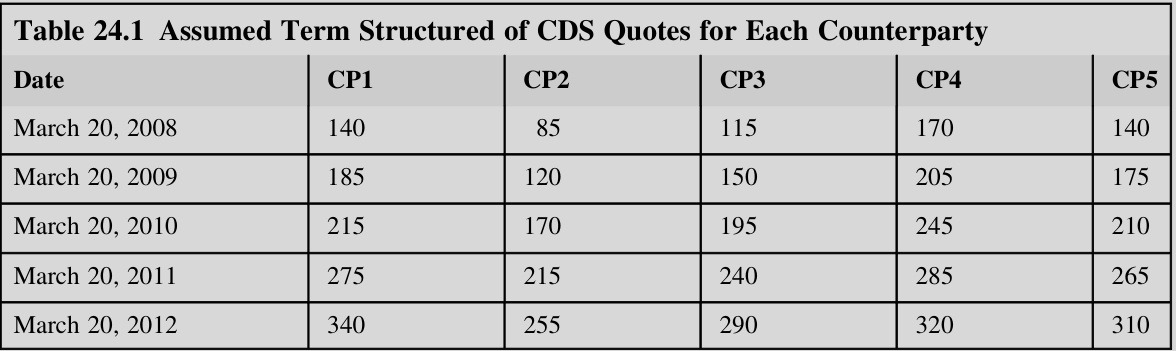 Table 24.1 Assumed Term Structured of CDS Quotes for Each Counterparty
Date CP1 CP2 CP3 CP4 CP5
March 20, 2008 140 85 115 170 140
March 20, 2009 185 120 150 205 175
March 20, 2010 215 170 195 245 210
March 20, 2011 275 215 240 285 265
March 20, 2012 340 255 290 320 310